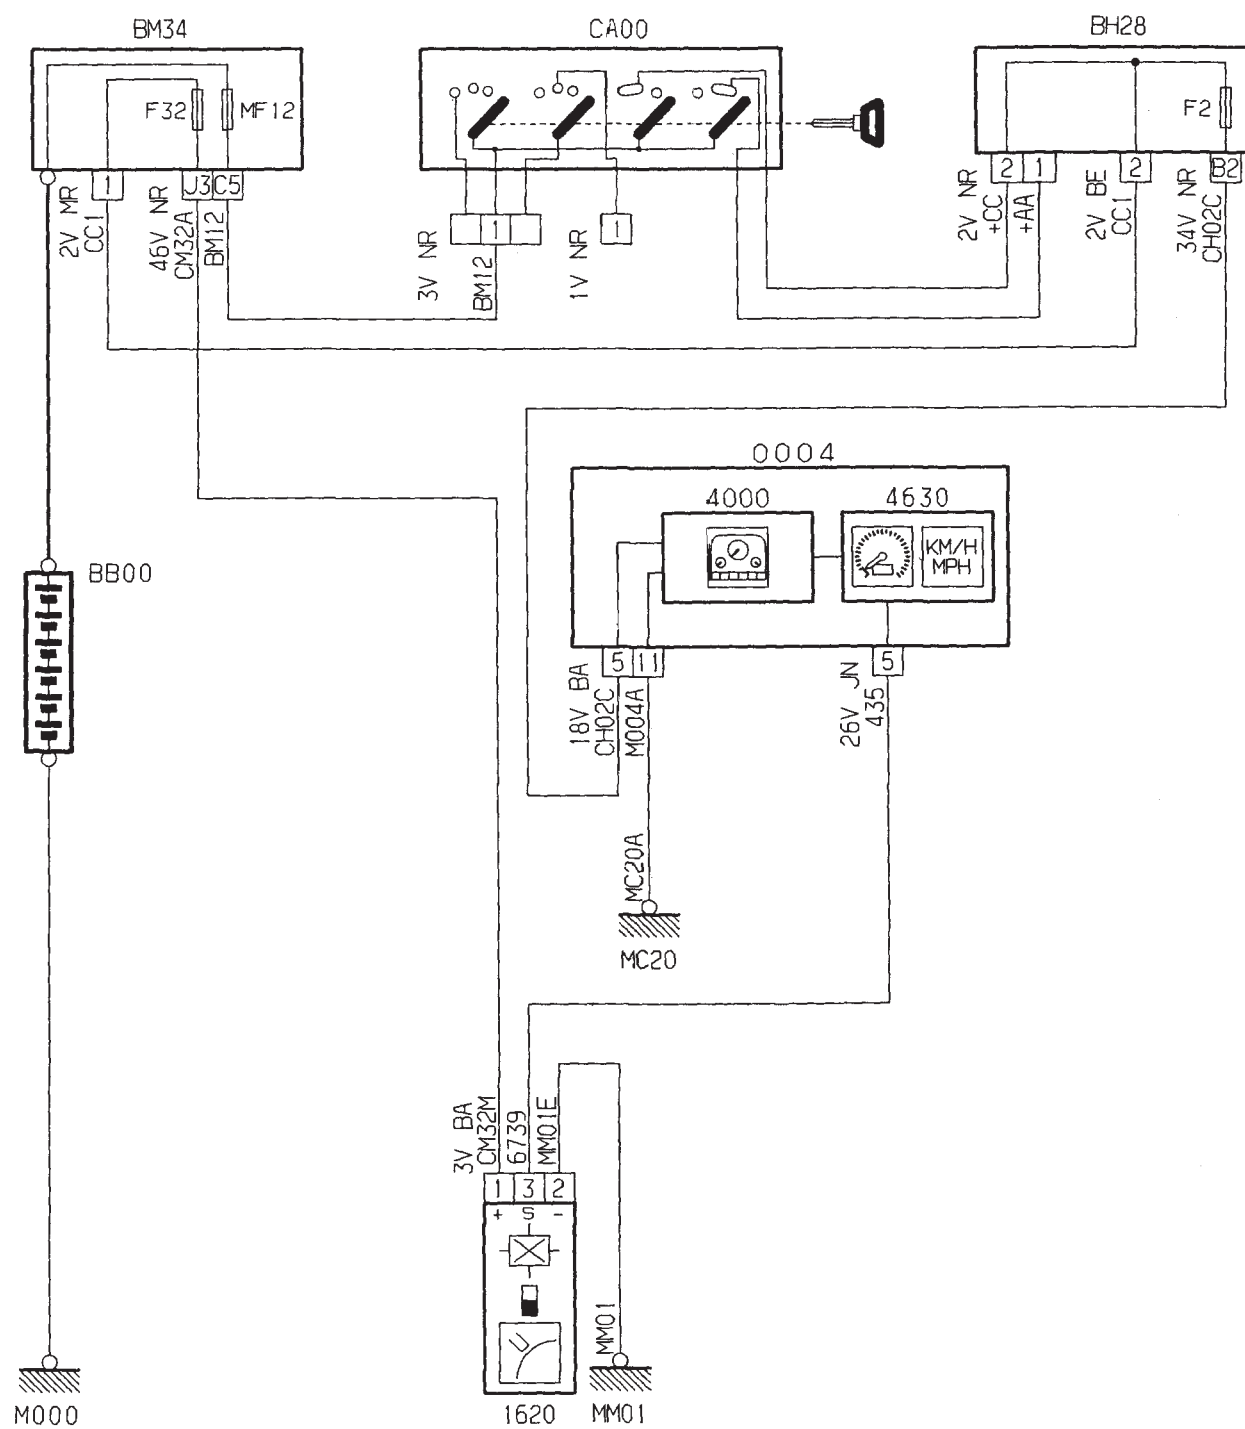 BM34
CA00
BH28
F32
MF12
F2
1
J3
C5
2
1
2
B2
2V MR
CC1
46V NR
CM32A
BM12
3V NR
BM12
1
1V NR
1
2V NR
+CC
+AA
2V BE
CC1
34V NR
CH02C
0004
4000
4630
KM/H
MPH
BB00
5
11
5
18V BA
CH02C
M004A
26V JN
435
MC20A
MC20
3V BA
CM32M
6739
MM01E
1
3
2
+
S
-
MM01
M000
1620
MM01